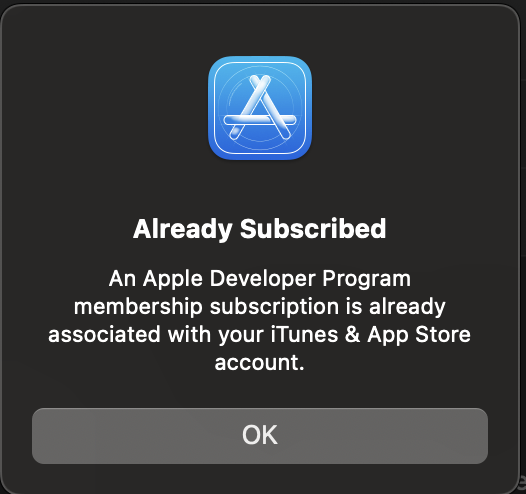 Already Subscribed
An Apple Developer Program
membership subscription is already
associated with your iTunes & App Store
account.
OK